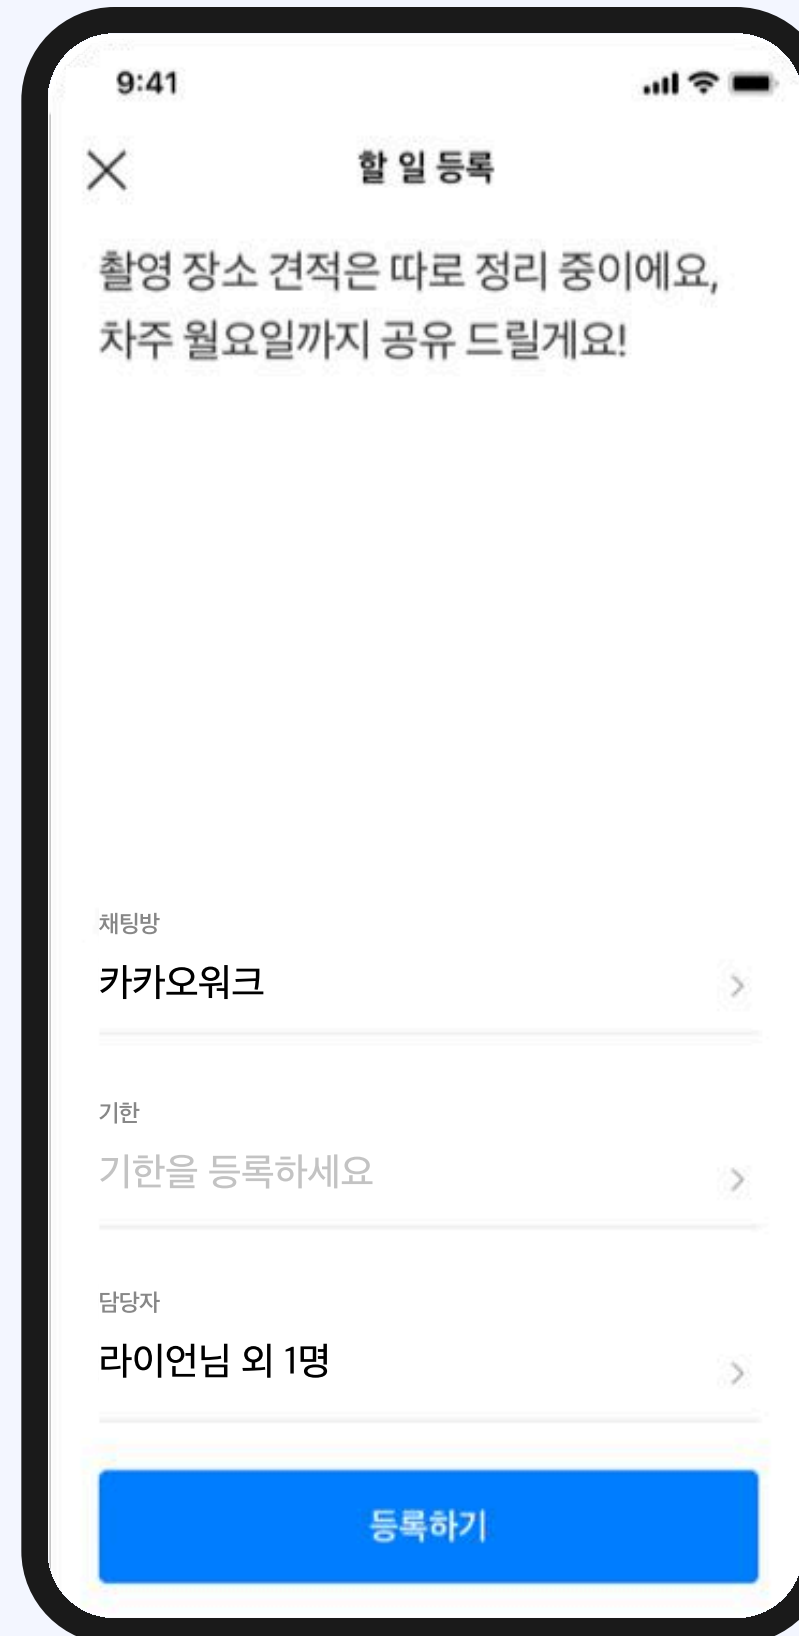 9:41
할 일 등록
촬영 장소 견적은 따로 정리 중이에요,
차주 월요일까지 공유 드릴게요!
채팅방
카카오워크
기한
기한을 등록하세요
담당자
라이언님 외 1명
등록하기